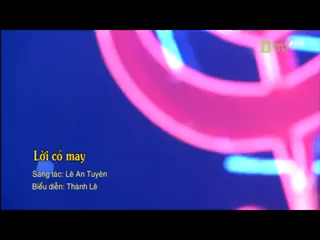 Lời cỏ may
Sáng tác: Lê An Tuyên
Biểu diễn: Thành Lê